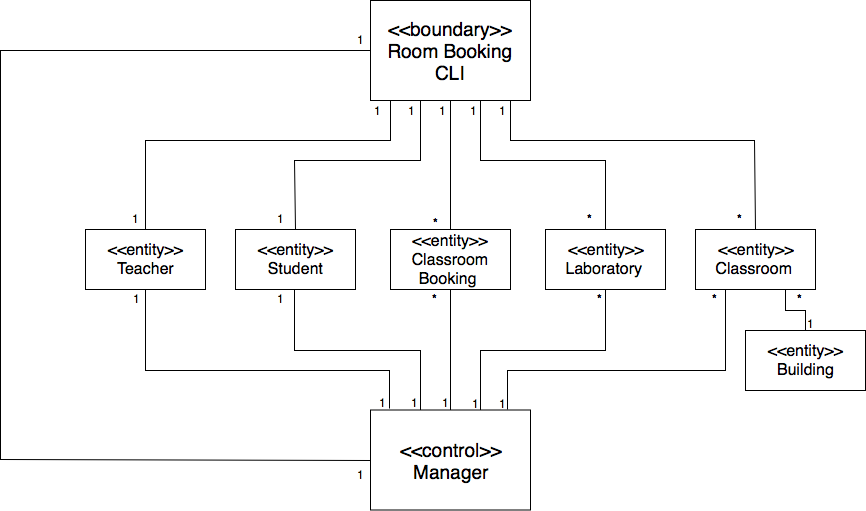 <<boundary>>
Room Booking
CLI
1
1
1
1
1
1
1
1
*
*
*
<<entity>>
Teacher
<<entity>>
Student
<<entity>>
Classroom
Booking
<<entity>>
Laboratory
<<entity>>
Classroom
1
1
*
*
*
*
1
<<entity>>
Building
1
1
1
1
1
<<control>>
Manager
1